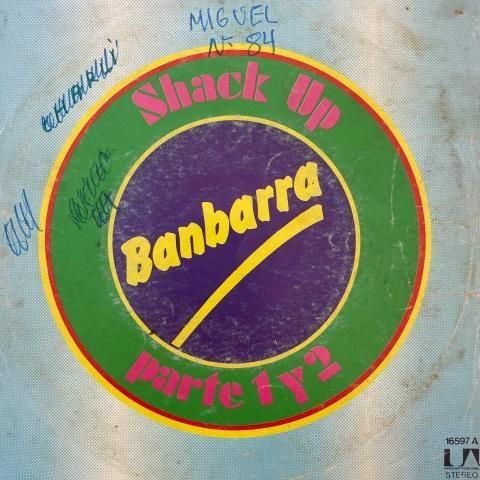 MIGUEL
Nº 84
Shack Up
Banbarra
parte 1 y 2
16597 A
UA
STEREO